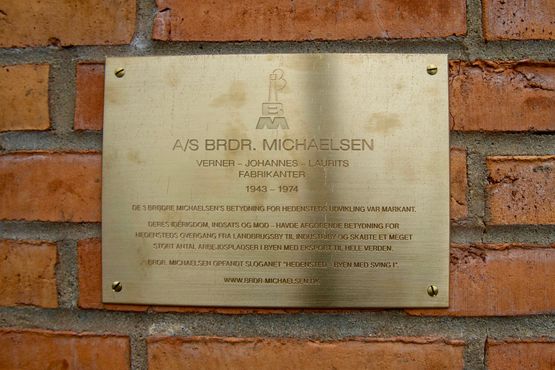 BM
A/S BRDR. MICHAELSEN
VERNER – JOHANNES – LAURITS
FABRIKANTER
1943 – 1974
DE 3 BRØDRE MICHAELSEN'S BETYDNING FOR HEDENSTEDS UDVIKLING VAR MARKANT.
DERES IDÉRIGDOM, INDSATS OG MOD – HAVDE AFGØRENDE BETYDNING FOR
HEDENSTEDS OVERGANG FRA LANDBRUGSBY TIL INDUSTRIBY OG SKABTE ET MEGET
STORT ANTAL ARBEJDSPLADSER I BYEN MED EKSPORT TIL HELE VERDEN.
BRDR. MICHAELSEN OPFANDT SLOGANET "HEDENSTED – BYEN MED SVING I"
WWW.BRDR-MICHAELSEN.DK